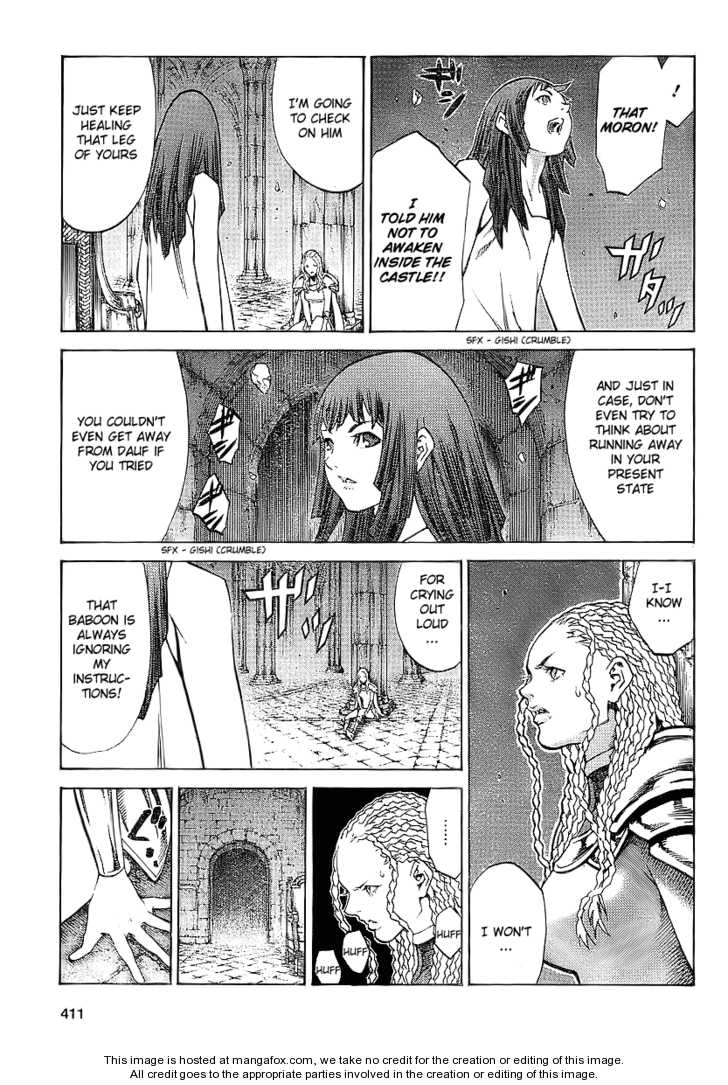 !
THAT
MORON!
I
TOLD HIM
NOT TO
AWAKEN
INSIDE THE
CASTLE!!
ガタ
SFX - GISHI (CRUMBLE)
I'M GOING
TO CHECK
ON HIM
JUST KEEP
HEALING
THAT LEG
OF YOURS
AND JUST IN
CASE, DON'T
EVEN TRY TO
THINK ABOUT
RUNNING AWAY
IN YOUR
PRESENT
STATE
YOU COULDN'T
EVEN GET AWAY
FROM DAUF IF
YOU TRIED
SFX - GISHI (CRUMBLE)
I-I
KNOW
...
I WON'T
...
FOR
CRYING
OUT
LOUD
...
THAT
BABOON IS
ALWAYS
IGNORING
MY
INSTRUC-
TIONS!
......
HUFF
HUFF
HUFF
ぐっ
411
This image is hosted at mangafox.com, we take no credit for the creation or editing of this image.
All credit goes to the appropriate parties involved in the creation or editing of this image.